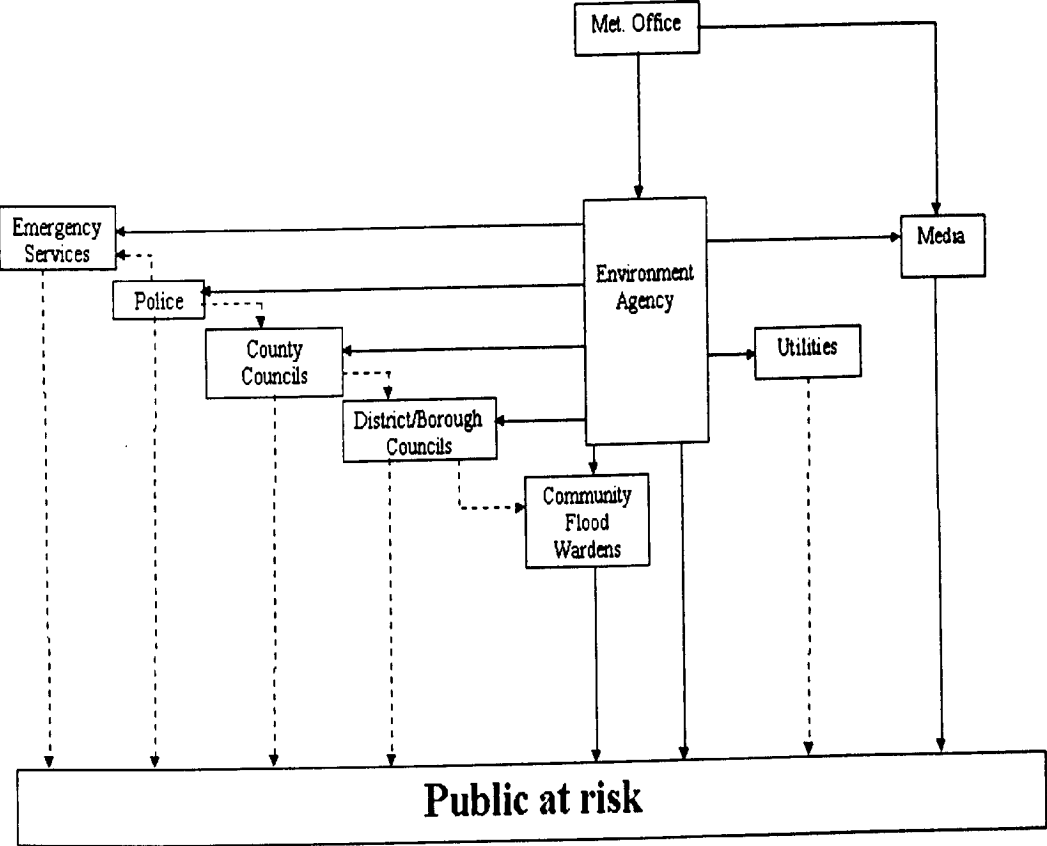 Met. Office
Emergency
Services
Media
Environment
Agency
Police
County
Councils
Utilities
District/Borough
Councils
Community
Flood
Wardens
Public at risk